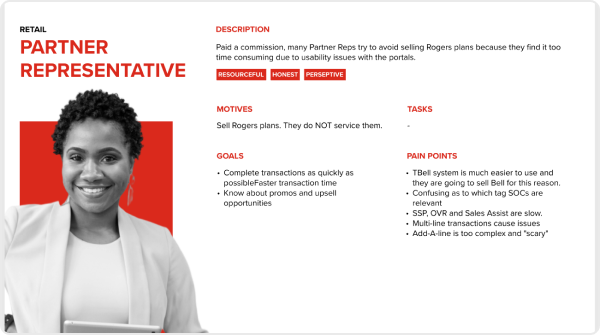 RETAIL
PARTNER
REPRESENTATIVE
DESCRIPTION
Paid a commission, many Partner Reps try to avoid selling Rogers plans because they find it too
time consuming due to usability issues with the portals.
RESOURCEFUL HONEST PERSEPTIVE
MOTIVES
Sell Rogers plans. They do NOT service them.
TASKS
-
GOALS
• Complete transactions as quickly as
possibleFaster transaction time
• Know about promos and upsell
opportunities
PAIN POINTS
• TBell system is much easier to use and
they are going to sell Bell for this reason.
• Confusing as to which tag SOCs are
relevant
• SSP, OVR and Sales Assist are slow.
• Multi-line transactions cause issues
• Add-A-line is too complex and "scary"